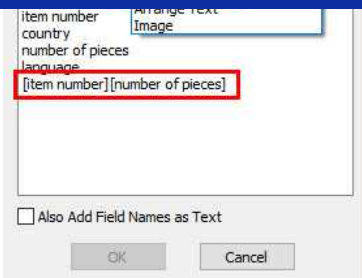 item number
Arrange Text
country
Image
number of pieces
language
[item number][number of pieces]
Also Add Field Names as Text
OK
Cancel